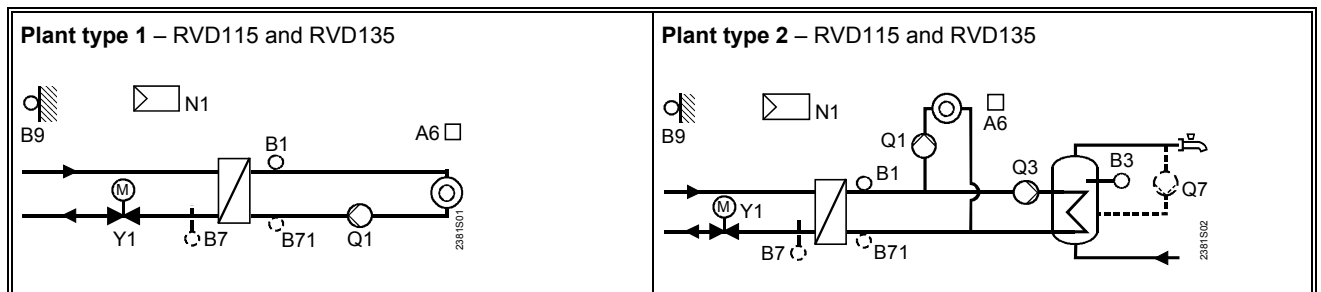 Plant type 1 – RVD115 and RVD135
B9
N1
B1
A6
M
Y1
B7
B71
Q1
2381S01
Plant type 2 – RVD115 and RVD135
B9
N1
Q1
A6
B1
Q3
B3
Q7
M
Y1
B7
B71
2381S02